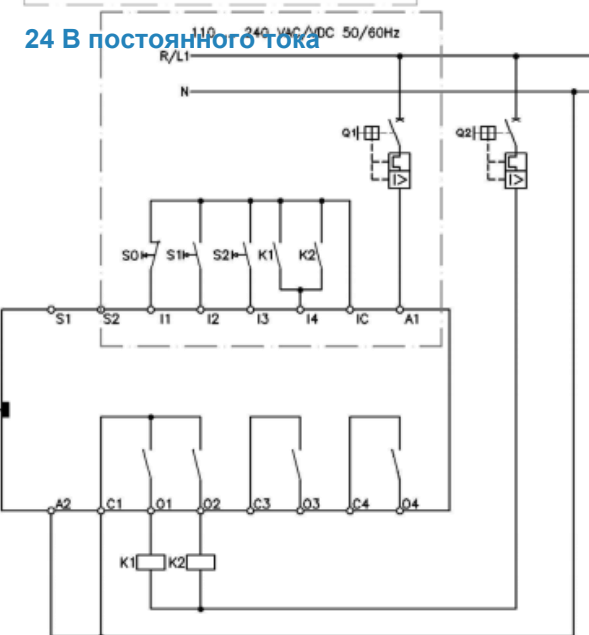 110 ... 240 VAC/VDC 50/60Hz
24 В постоянного тока
R/L1
N
Q1 Q2
I> I>
S0 S1 S2 K1 K2
S1 S2 I1 I2 I3 I4 IC A1
A2 C1 O1 O2 C3 O3 C4 O4
K1 K2